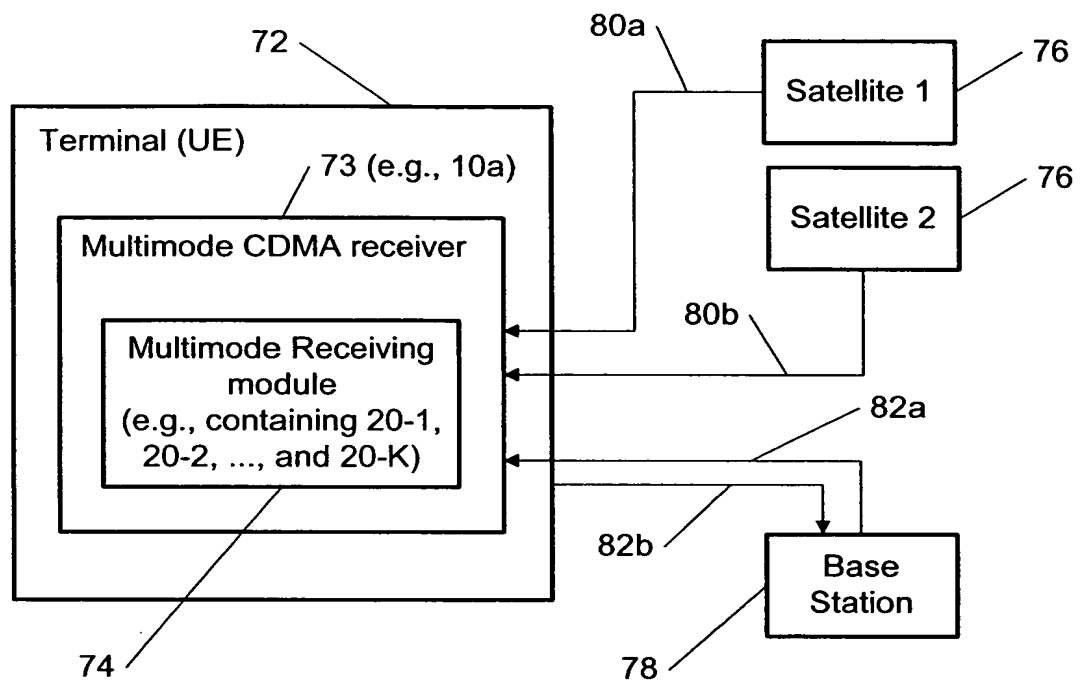 72
80a
Satellite 1
76
Terminal (UE)
73 (e.g., 10a)
76
Satellite 2
Multimode CDMA receiver
80b
Multimode Receiving
module
(e.g., containing 20-1,
20-2, ..., and 20-K)
82a
82b
Base
Station
74
78